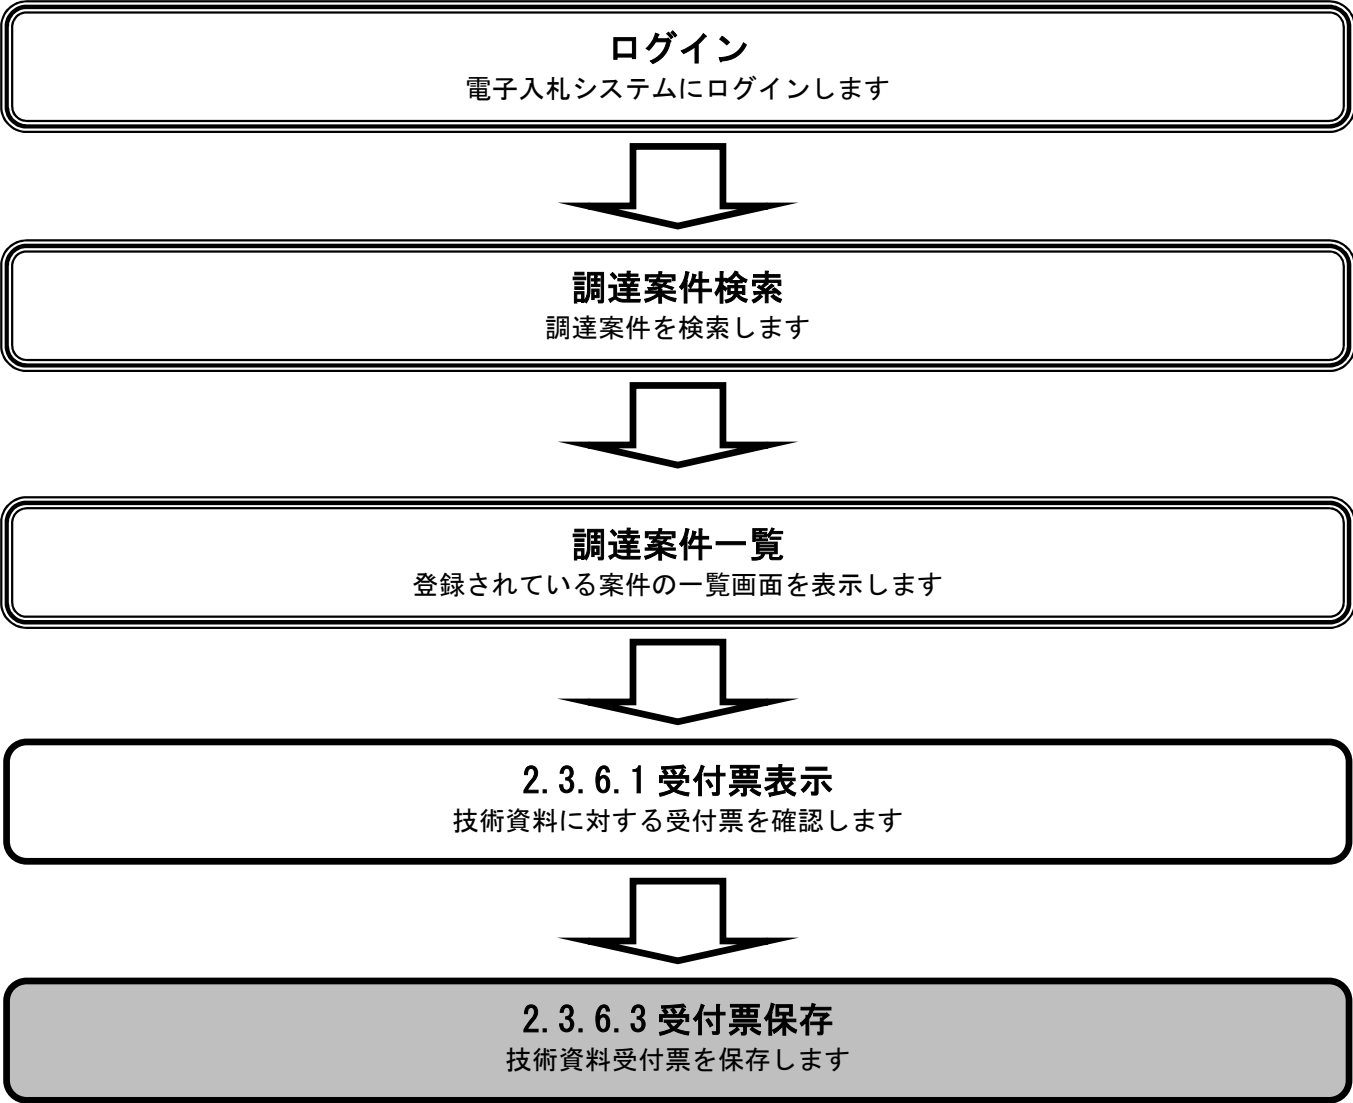 ログイン
電子入札システムにログインします
調達案件検索
調達案件を検索します
調達案件一覧
登録されている案件の一覧画面を表示します
2.3.6.1 受付票表示
技術資料に対する受付票を確認します
2.3.6.3 受付票保存
技術資料受付票を保存します